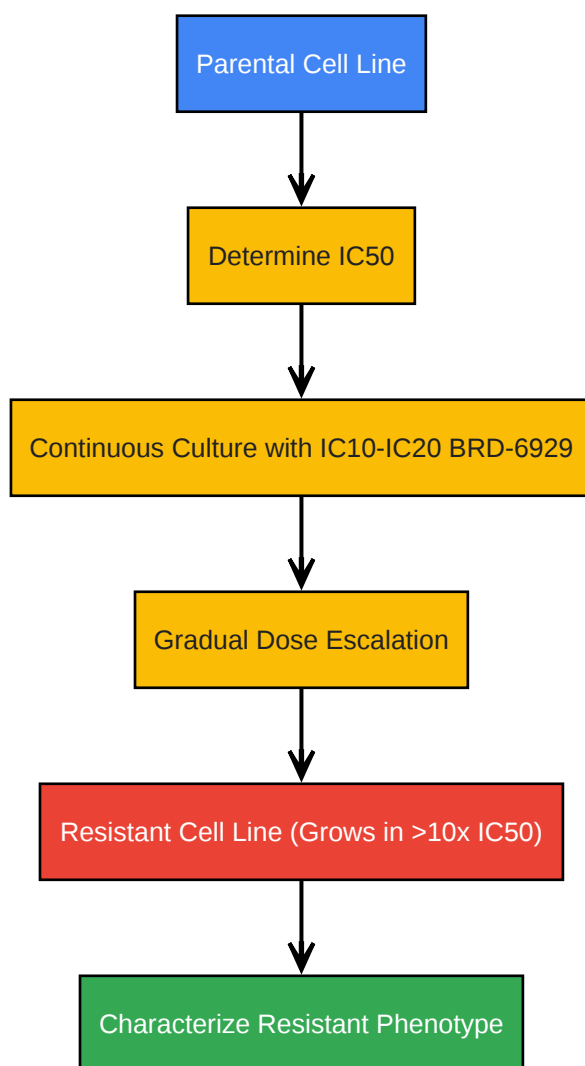 Parental Cell Line
Determine IC50
Continuous Culture with IC10-IC20 BRD-6929
Gradual Dose Escalation
Resistant Cell Line (Grows in >10x IC50)
Characterize Resistant Phenotype